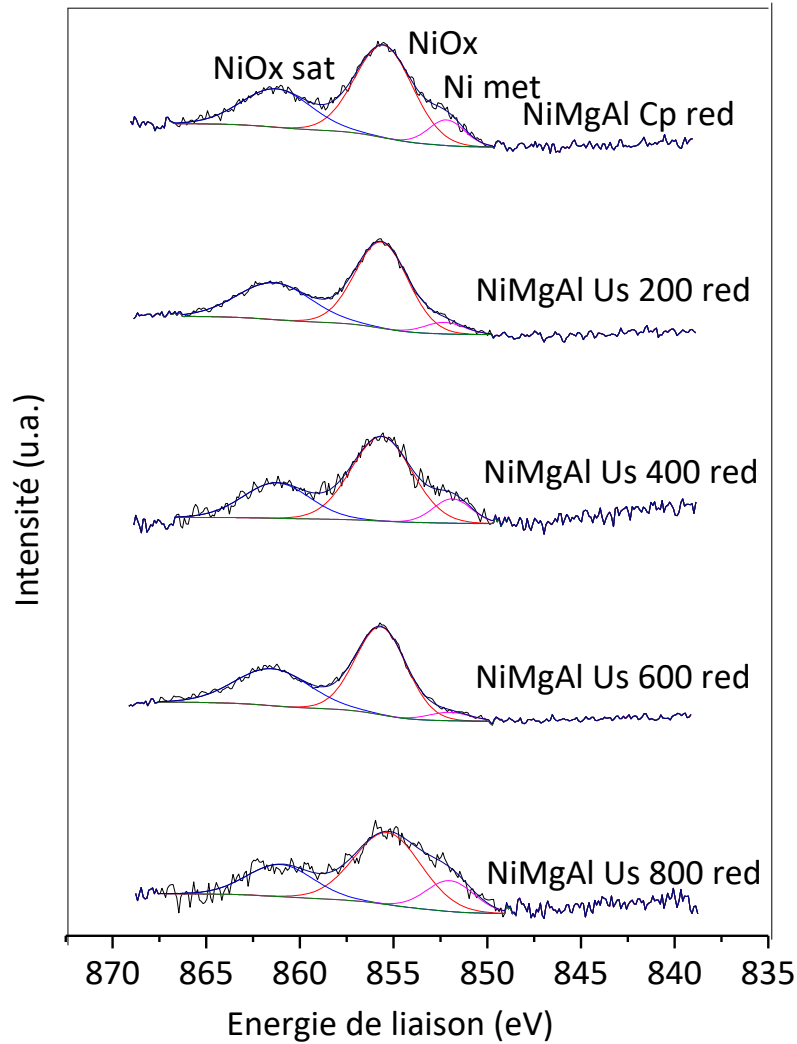 NiOx
NiOx sat
Ni met
NiMgAl Cp red
NiMgAl Us 200 red
NiMgAl Us 400 red
NiMgAl Us 600 red
NiMgAl Us 800 red
Intensité (u.a.)
870 865 860 855 850 845 840 835
Energie de liaison (eV)